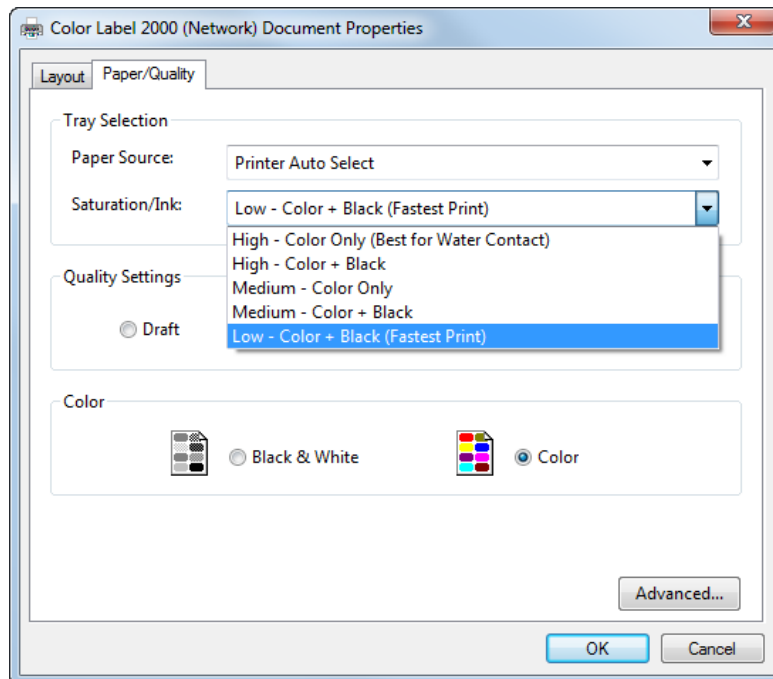 Color Label 2000 (Network) Document Properties
Layout
Paper/Quality
Tray Selection
Paper Source:
Printer Auto Select
Saturation/Ink:
Low - Color + Black (Fastest Print)
High - Color Only (Best for Water Contact)
High - Color + Black
Medium - Color Only
Medium - Color + Black
Low - Color + Black (Fastest Print)
Quality Settings
Draft
Color
Black & White
Color
Advanced...
OK
Cancel